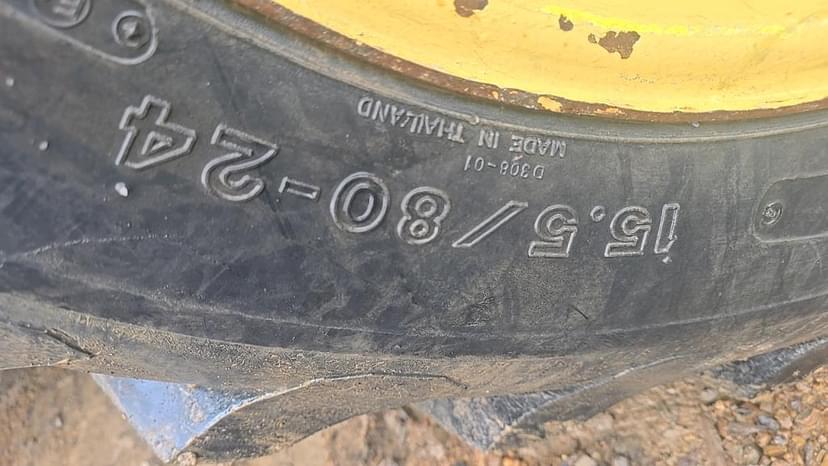 15.5/80-24
D308-01
MADE IN THAILAND